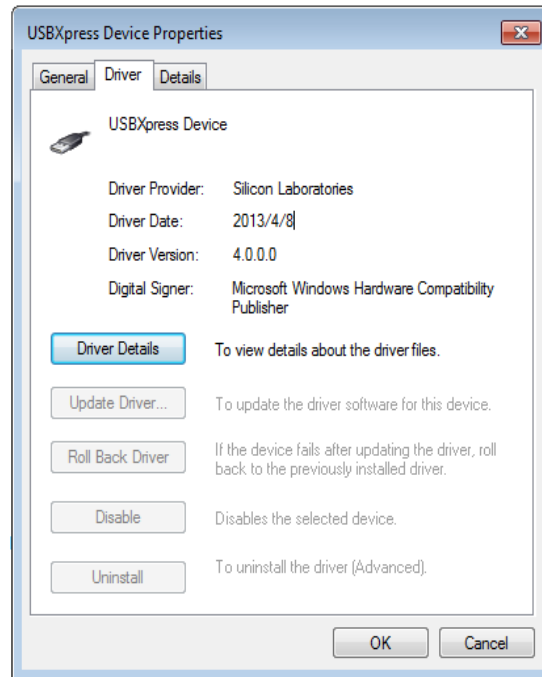 USBXpress Device Properties
General Driver Details
USBXpress Device
Driver Provider: Silicon Laboratories
Driver Date: 2013/4/8
Driver Version: 4.0.0.0
Digital Signer: Microsoft Windows Hardware Compatibility
Publisher
Driver Details To view details about the driver files.
Update Driver... To update the driver software for this device.
Roll Back Driver If the device fails after updating the driver, roll
back to the previously installed driver.
Disable Disables the selected device.
Uninstall To uninstall the driver (Advanced).
OK Cancel